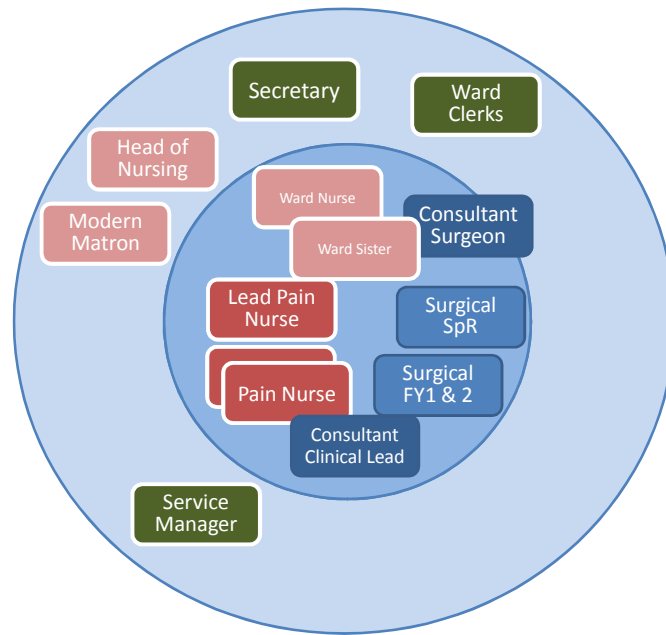 Secretary
Ward
Clerks
Head of
Nursing
Ward Nurse
Modern
Matron
Consultant
Surgeon
Ward Sister
Lead Pain
Nurse
Surgical
SpR
Surgical
FY1 & 2
Pain Nurse
Consultant
Clinical Lead
Service
Manager